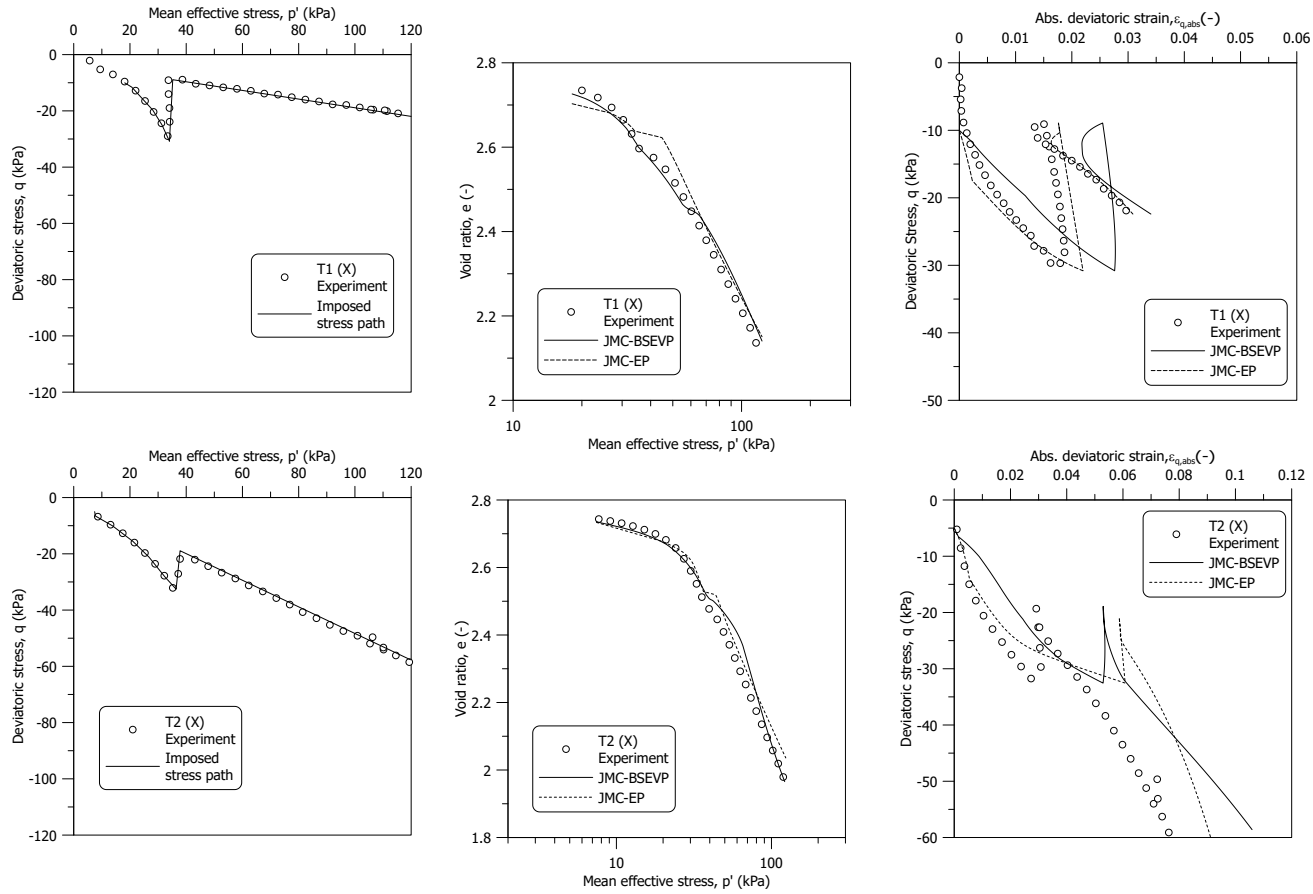 Mean effective stress, p' (kPa)
0 20 40 60 80 100 120
0
-20
-40
-60
-80
-100
-120
Deviatoric stress, q (kPa)
T1 (X)
Experiment
Imposed
stress path
2.8
2.6
2.4
2.2
2
Void ratio, e (-)
T1 (X)
Experiment
JMC-BSEVP
JMC-EP
10 100
Mean effective stress, p' (kPa)
Abs. deviatoric strain,εq,abs(-)
0 0.01 0.02 0.03 0.04 0.05 0.06
0
-10
-20
-30
-40
-50
Deviatoric Stress, q (kPa)
T1 (X)
Experiment
JMC-BSEVP
JMC-EP
Mean effective stress, p' (kPa)
0 20 40 60 80 100 120
0
-20
-40
-60
-80
-100
-120
Deviatoric stress, q (kPa)
T2 (X)
Experiment
Imposed
stress path
2.8
2.6
2.4
2.2
2
1.8
Void ratio, e (-)
T2 (X)
Experiment
JMC-BSEVP
JMC-EP
10 100
Mean effective stress, p' (kPa)
Abs. deviatoric strain,εq,abs(-)
0 0.02 0.04 0.06 0.08 0.1 0.12
0
-10
-20
-30
-40
-50
-60
Deviatoric stress, q (kPa)
T2 (X)
Experiment
JMC-BSEVP
JMC-EP